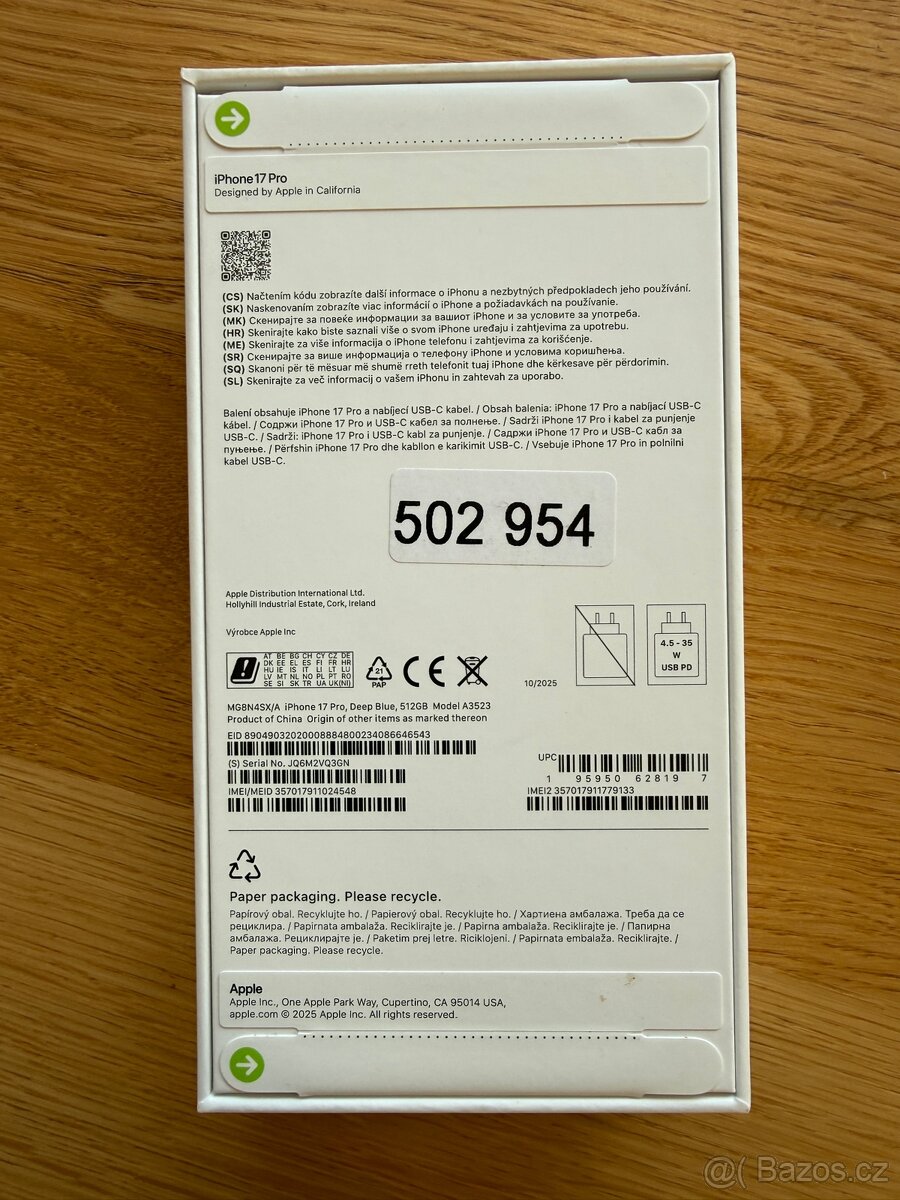 iPhone 17 Pro
Designed by Apple in California
(CS) Načtením kódu zobrazíte další informace o iPhonu a nezbytných předpokladech jeho používání.
(SK) Naskenovaním zobrazíte viac informácií o iPhone a požiadavkách na používanie.
(MK) Скенирајте за повеќе информации за вашиот iPhone и за условите за употреба.
(HR) Skenirajte kako biste saznali više o svom iPhone uređaju i zahtjevima za upotrebu.
(ME) Skenirajte za više informacija o iPhone telefonu i zahtjevima za korišćenje.
(SR) Скенирајте за више информација о телефону iPhone и условима коришћења.
(SQ) Skanoni për të mësuar më shumë rreth telefonit tuaj iPhone dhe kërkesave për përdorimin.
(SL) Skenirajte za več informacij o vašem iPhonu in zahtevah za uporabo.
Balení obsahuje iPhone 17 Pro a nabíjecí USB-C kabel. / Obsah balenia: iPhone 17 Pro a nabíjací USB-C
kábel. / Содржи iPhone 17 Pro и USB-C кабел за полнење. / Sadrži iPhone 17 Pro i kabel za punjenje
USB-C. / Sadrži: iPhone 17 Pro i USB-C kabl za punjenje. / Садржи iPhone 17 Pro и USB-C кабл за
пуњење. / Përfshin iPhone 17 Pro dhe kabllon e karikimit USB-C. / Vsebuje iPhone 17 Pro in polnilni
kabel USB-C.
502 954
Apple Distribution International Ltd.
Hollyhill Industrial Estate, Cork, Ireland
Výrobce Apple Inc
AT BE BG CH CY CZ DE
DK EE EL ES FI FR HR
HU IE IS IT LI LT LU
LV MT NL NO PL PT RO
SE SI SK TR UA UK(NI)
21
PAP
CE
10/2025
4.5 - 35
W
USB PD
MG8N4SX/A iPhone 17 Pro, Deep Blue, 512GB Model A3523
Product of China Origin of other items as marked thereon
EID 89049032020008884800234086646543
(S) Serial No. JQ6M2VQ3GN
UPC
1 95950 62819 7
IMEI/MEID 357017911024548
IMEI2 357017911779133
Paper packaging. Please recycle.
Papírový obal. Recyklujte ho. / Papierový obal. Recyklujte ho. / Хартиена амбалажа. Треба да се
рециклира. / Papirnata ambalaža. Reciklirajte je. / Papirna ambalaža. Reciklirajte je. / Папирна
амбалажа. Рециклирајте је. / Paketim prej letre. Riciklojeni. / Papirnata embalaža. Reciklirajte. /
Paper packaging. Please recycle.
Apple
Apple Inc., One Apple Park Way, Cupertino, CA 95014 USA,
apple.com © 2025 Apple Inc. All rights reserved.
@( Bazos.cz